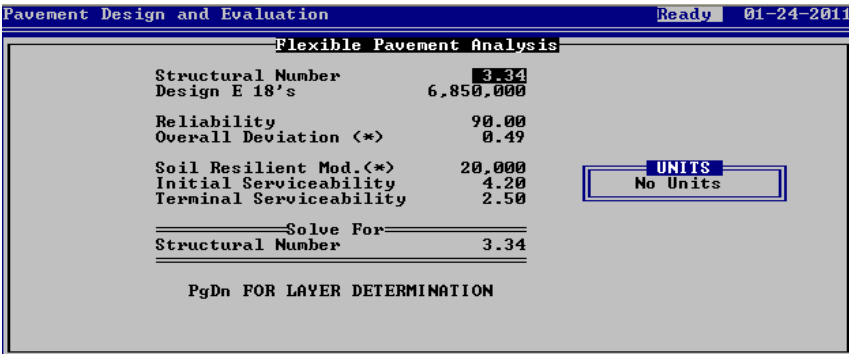 Pavement Design and Evaluation Ready 01-24-2011
Flexible Pavement Analysis
Structural Number 3.34
Design E 18's 6,850,000
Reliability 90.00
Overall Deviation (*) 0.49
Soil Resilient Mod.(*) 20,000
Initial Serviceability 4.20
Terminal Serviceability 2.50
UNITS
No Units
Solve For
Structural Number 3.34
PgDn FOR LAYER DETERMINATION